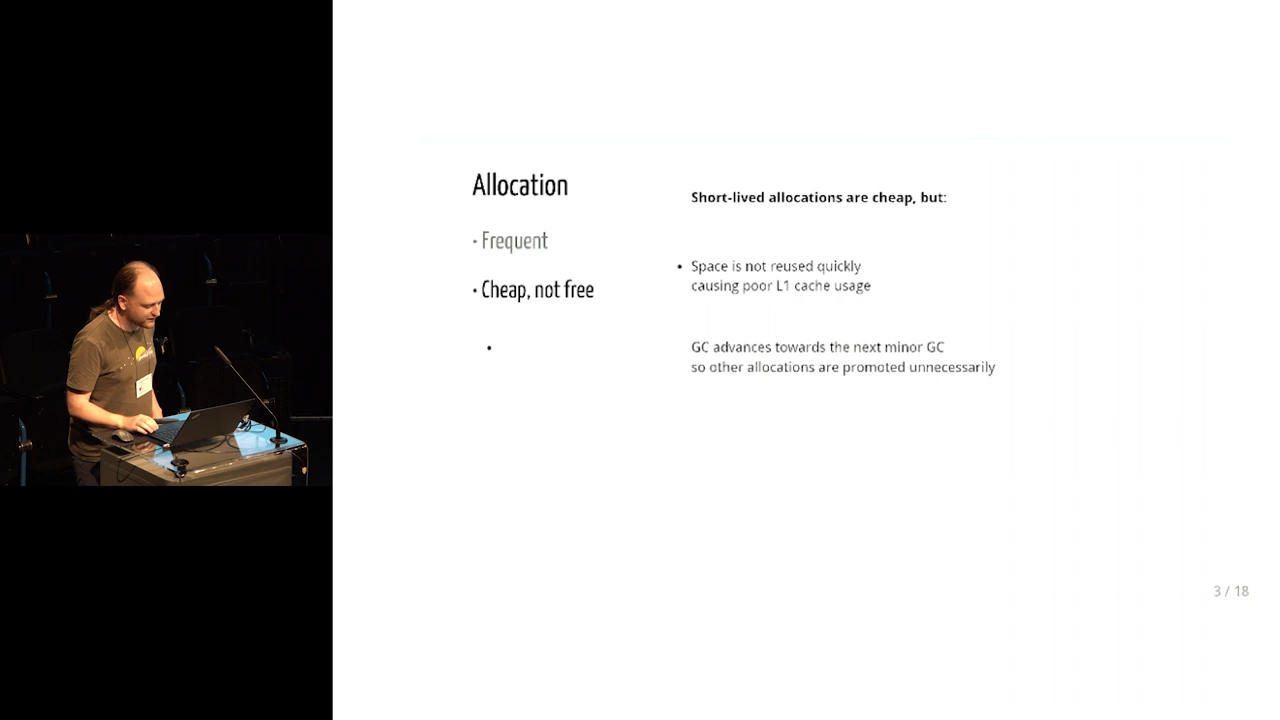 Allocation
• Frequent
• Cheap, not free
•
Short-lived allocations are cheap, but:
• Space is not reused quickly
causing poor L1 cache usage
GC advances towards the next minor GC
so other allocations are promoted unnecessarily
3 / 18